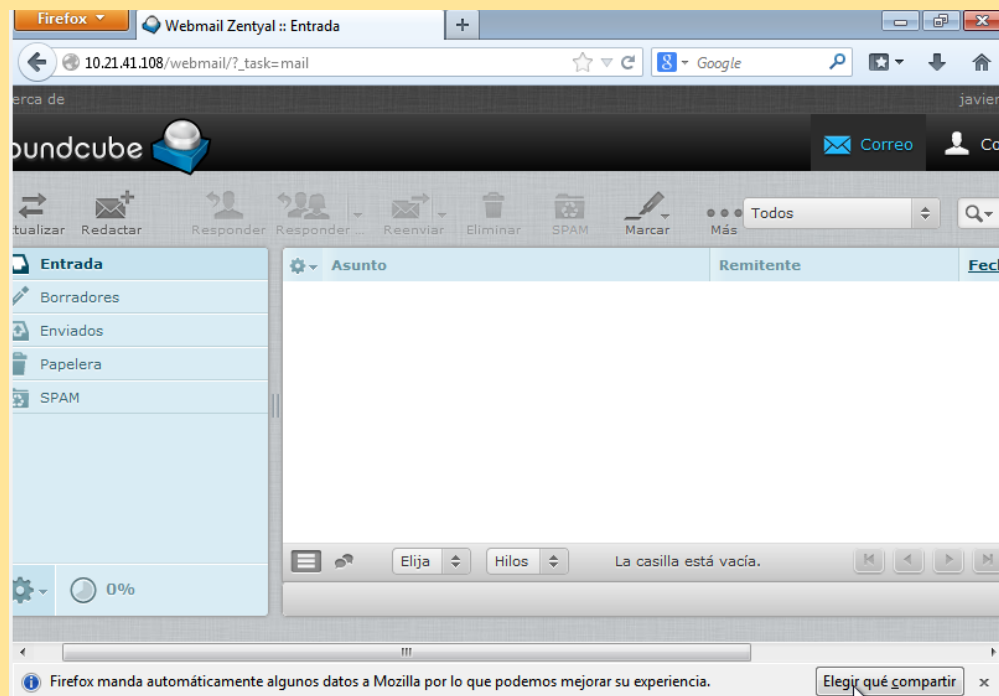 Firefox
Webmail Zentyal :: Entrada
10.21.41.108/webmail/?_task=mail
Google
erca de
javier
oundcube
Correo
Co
tualizar
Redactar
Responder
Responder ...
Reenviar
Eliminar
SPAM
Marcar
Más
Todos
Entrada
Asunto
Remitente
Fecl
Borradores
Enviados
Papelera
SPAM
Elija
Hilos
La casilla está vacía.
0%
Firefox manda automáticamente algunos datos a Mozilla por lo que podemos mejorar su experiencia.
Elegir qué compartir